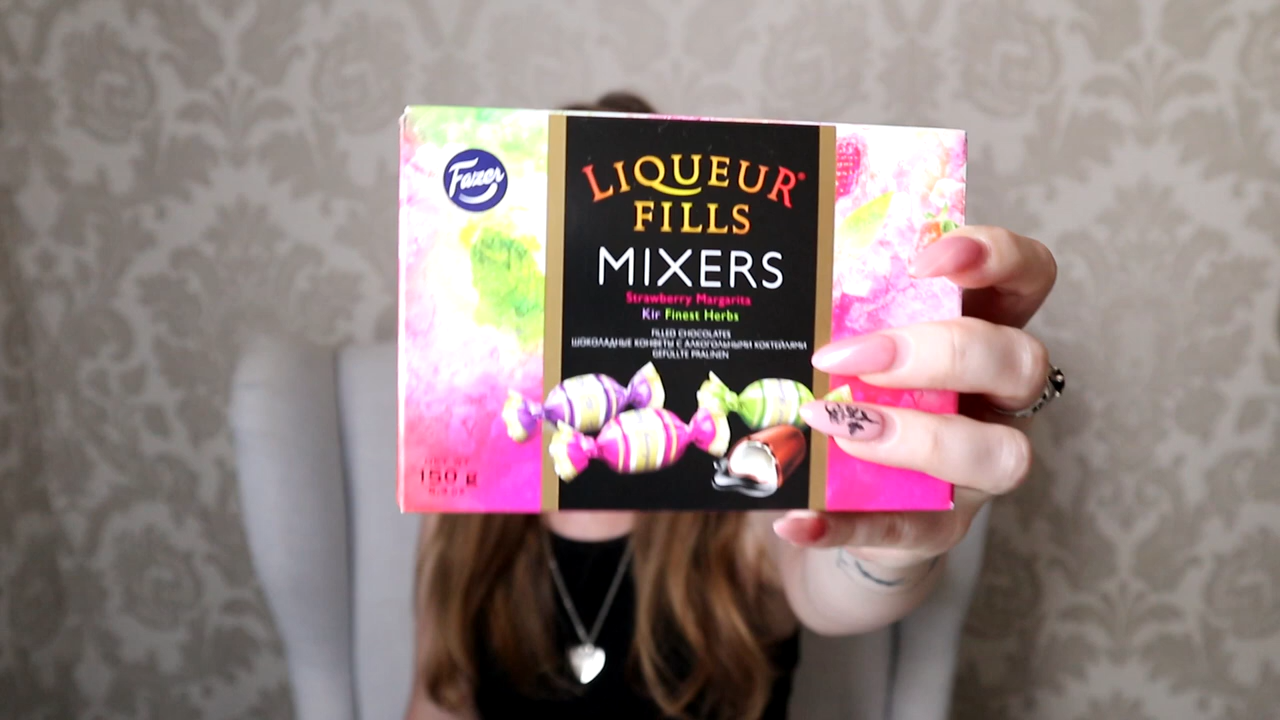 Fazer
LIQUEUR®
FILLS
MIXERS
Strawberry Margarita
Kir Finest Herbs
FILLED CHOCOLATES
ШОКОЛАДНЫЕ КОНФЕТЫ С АЛКОГОЛЬНЫМИ КОКТЕЙЛЯМИ
GEFÜLLTE PRALINEN
150 g